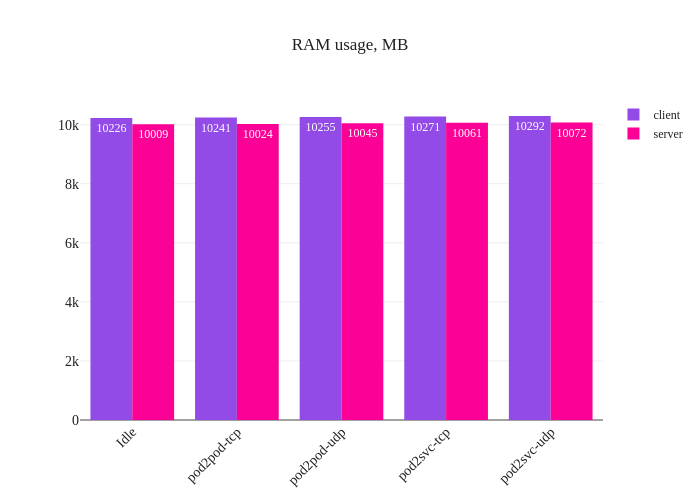 RAM usage, MB
client
server
10k
8k
6k
4k
2k
0
10226
10009
10241
10024
10255
10045
10271
10061
10292
10072
Idle
pod2pod-tcp
pod2pod-udp
pod2svc-tcp
pod2svc-udp